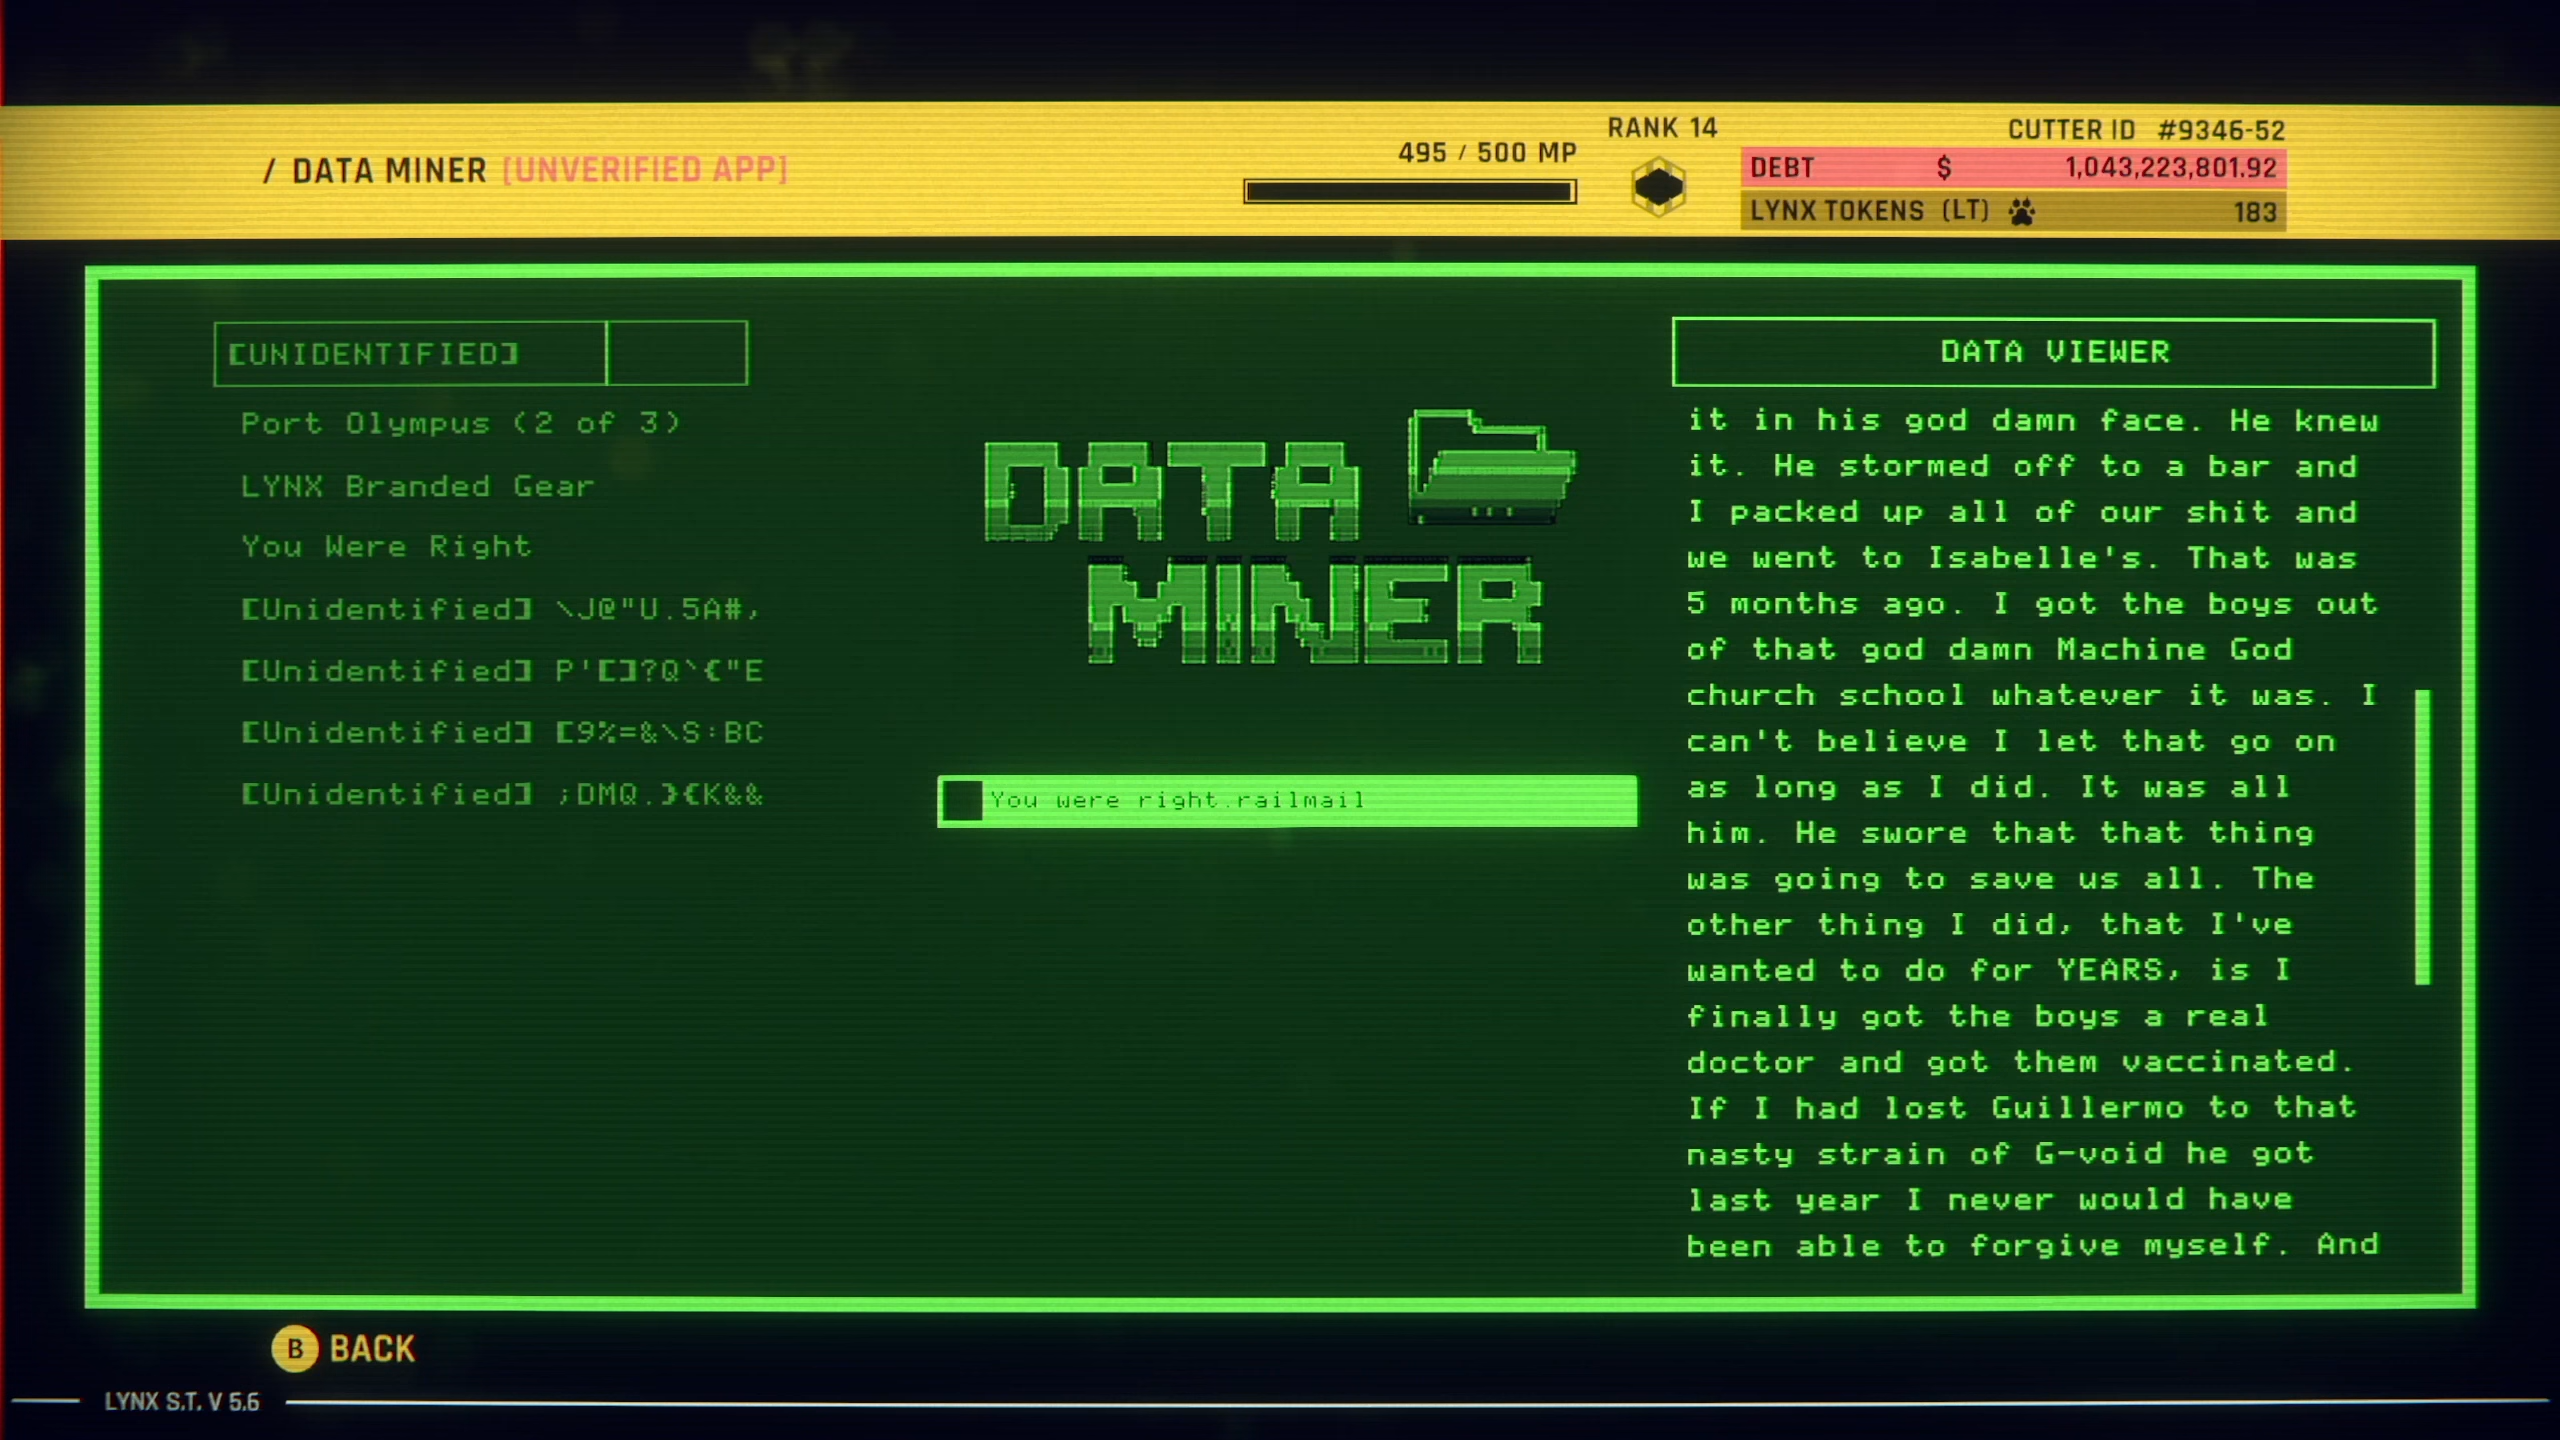 / DATA MINER [UNVERIFIED APP]
495 / 500 MP
RANK 14
CUTTER ID #9346-52
DEBT $ 1,043,223,801.92
LYNX TOKENS (LT) 183
[UNIDENTIFIED]
Port Olympus (2 of 3)
LYNX Branded Gear
You Were Right
[Unidentified] \J@"U.5A#,
[Unidentified] P'[]?Q`{"E
[Unidentified] [9%=&\S:BC
[Unidentified] ;DMQ.}{K&&
DATA
MINER
You were right.railmail
DATA VIEWER
it in his god damn face. He knew
it. He stormed off to a bar and
I packed up all of our shit and
we went to Isabelle's. That was
5 months ago. I got the boys out
of that god damn Machine God
church school whatever it was. I
can't believe I let that go on
as long as I did. It was all
him. He swore that that thing
was going to save us all. The
other thing I did, that I've
wanted to do for YEARS, is I
finally got the boys a real
doctor and got them vaccinated.
If I had lost Guillermo to that
nasty strain of G-void he got
last year I never would have
been able to forgive myself. And
B BACK
LYNX S.T. V 5.6